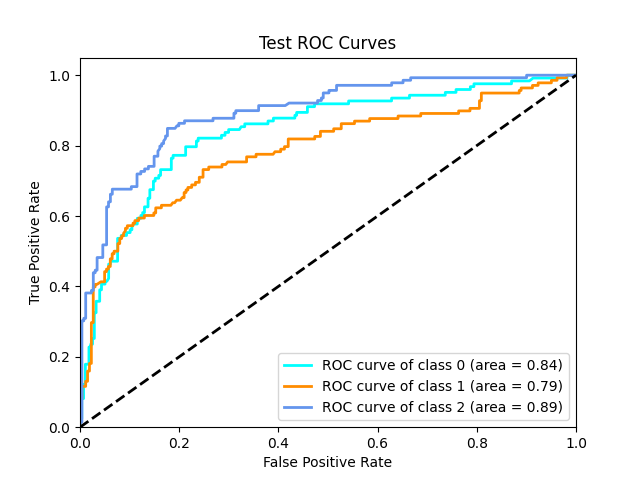 Test ROC Curves
1.0
0.8
0.6
0.4
0.2
0.0
True Positive Rate
ROC curve of class 0 (area = 0.84)
ROC curve of class 1 (area = 0.79)
ROC curve of class 2 (area = 0.89)
0.0 0.2 0.4 0.6 0.8 1.0
False Positive Rate